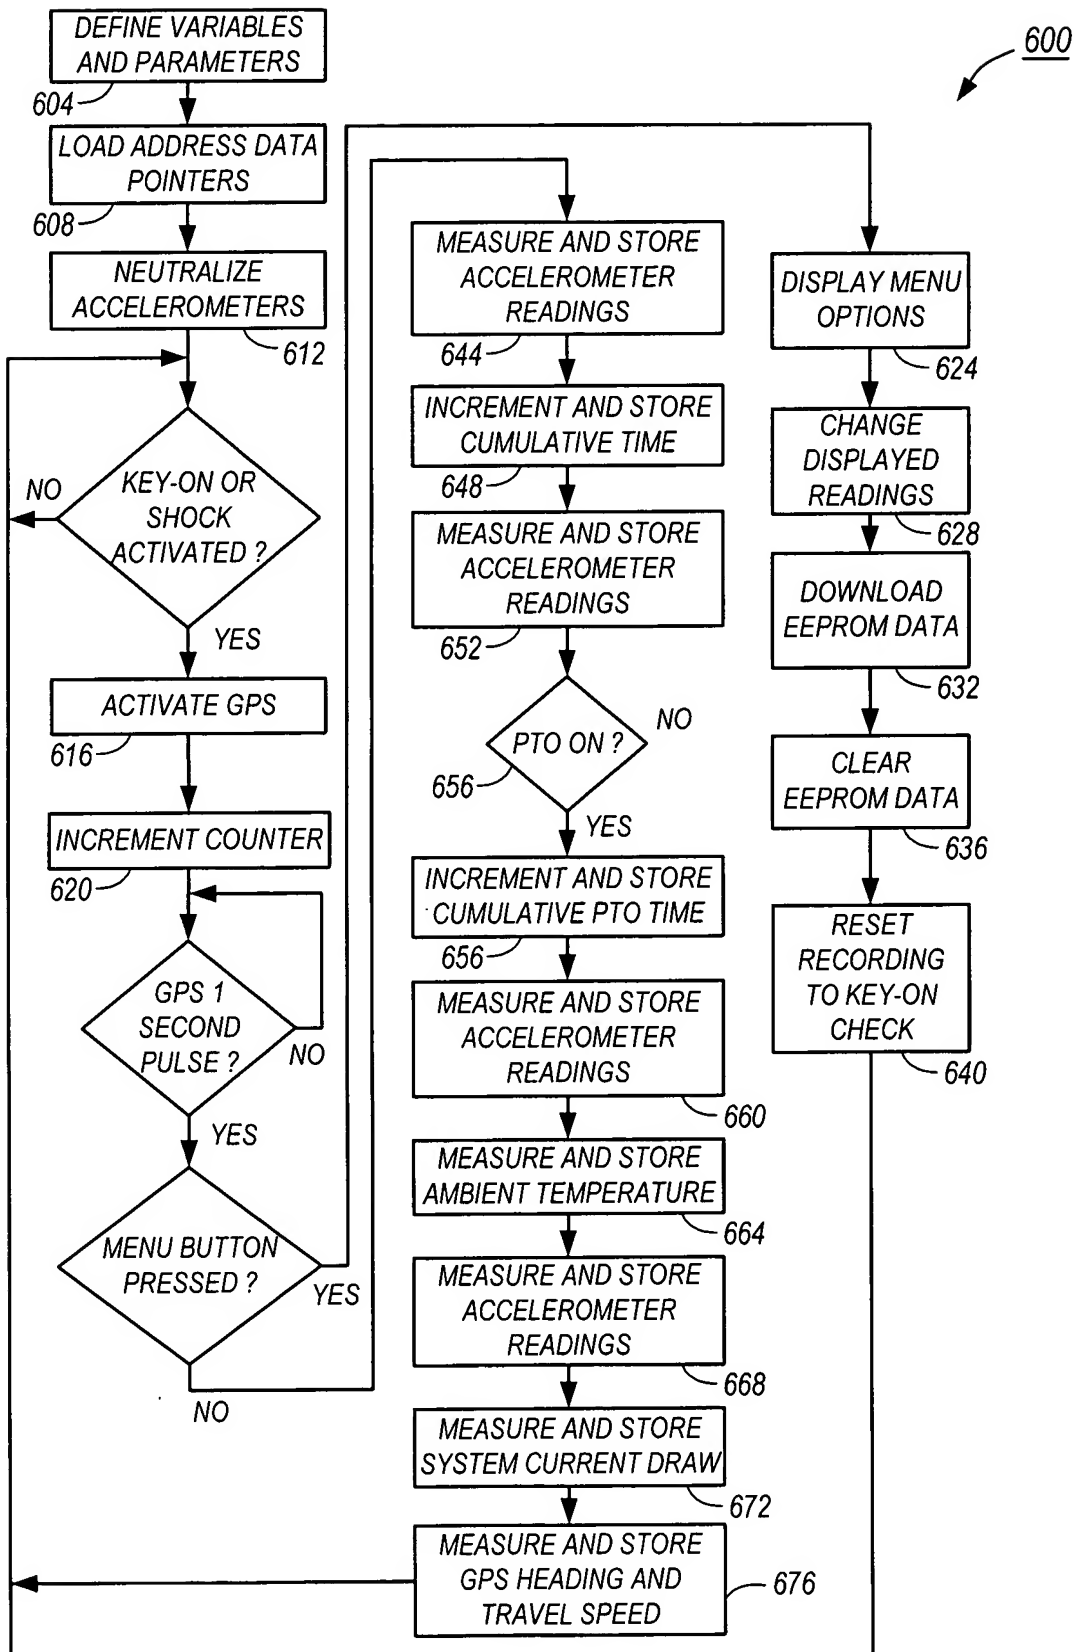 600
DEFINE VARIABLES
AND PARAMETERS
604
LOAD ADDRESS DATA
POINTERS
608
NEUTRALIZE
ACCELEROMETERS
612
KEY-ON OR
SHOCK
ACTIVATED ?
NO
YES
ACTIVATE GPS
616
INCREMENT COUNTER
620
GPS 1
SECOND
PULSE ?
NO
YES
MENU BUTTON
PRESSED ?
YES
NO
MEASURE AND STORE
ACCELEROMETER
READINGS
644
INCREMENT AND STORE
CUMULATIVE TIME
648
MEASURE AND STORE
ACCELEROMETER
READINGS
652
PTO ON ?
NO
656
YES
INCREMENT AND STORE
CUMULATIVE PTO TIME
656
MEASURE AND STORE
ACCELEROMETER
READINGS
660
MEASURE AND STORE
AMBIENT TEMPERATURE
664
MEASURE AND STORE
ACCELEROMETER
READINGS
668
MEASURE AND STORE
SYSTEM CURRENT DRAW
672
MEASURE AND STORE
GPS HEADING AND
TRAVEL SPEED
676
DISPLAY MENU
OPTIONS
624
CHANGE
DISPLAYED
READINGS
628
DOWNLOAD
EEPROM DATA
632
CLEAR
EEPROM DATA
636
RESET
RECORDING
TO KEY-ON
CHECK
640